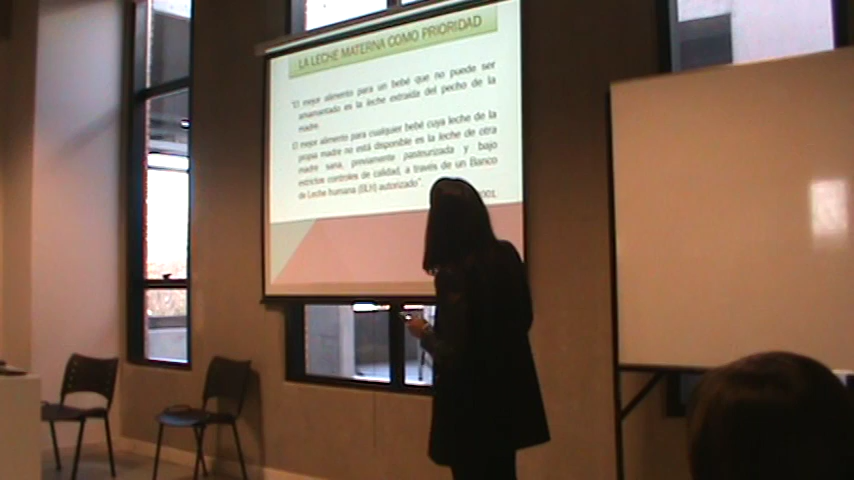 LA LECHE MATERNA COMO PRIORIDAD
"El mejor alimento para un bebé que no puede ser
amamantado es la leche extraída del pecho de la
madre.
El mejor alimento para cualquier bebé cuya leche de la
propia madre no está disponible es la leche de otra
madre sana, previamente pasteurizada y bajo
estrictos controles de calidad, a través de un Banco
de Leche humana (BLH) autorizado"